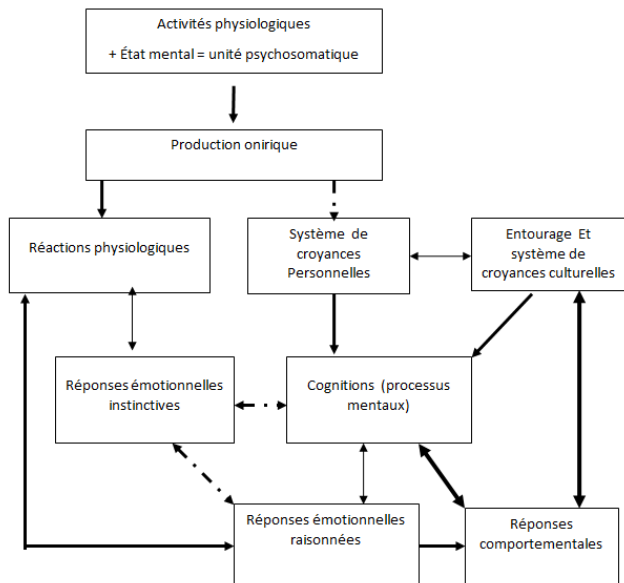 Activités physiologiques
+ État mental = unité psychosomatique
Production onirique
Réactions physiologiques
Système de
croyances
Personnelles
Entourage Et
système de
croyances culturelles
Réponses émotionnelles
instinctives
Cognitions (processus
mentaux)
Réponses émotionnelles
raisonnées
Réponses
comportementales